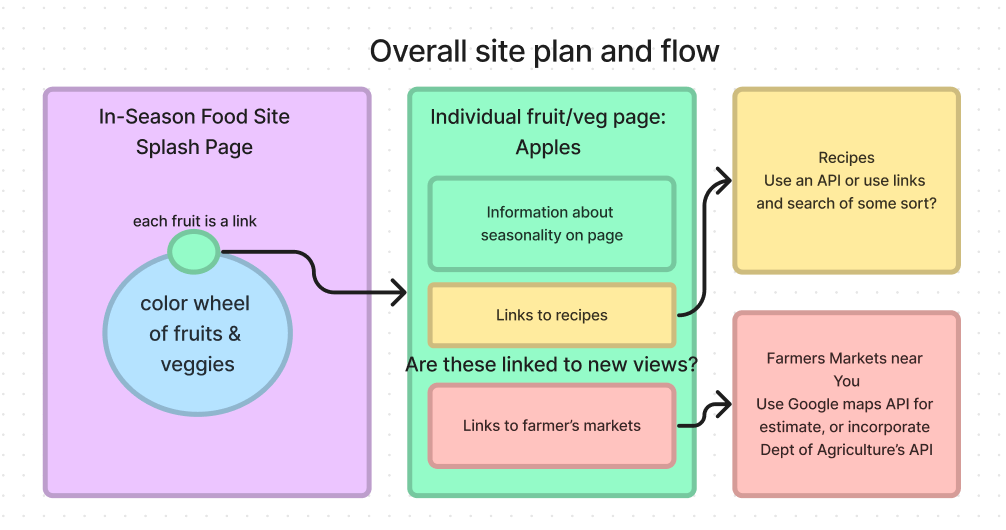 Overall site plan and flow
In-Season Food Site
Splash Page
each fruit is a link
color wheel
of fruits &
veggies
Individual fruit/veg page:
Apples
Information about
seasonality on page
Links to recipes
Are these linked to new views?
Links to farmer’s markets
Recipes
Use an API or use links
and search of some sort?
Farmers Markets near
You
Use Google maps API for
estimate, or incorporate
Dept of Agriculture’s API